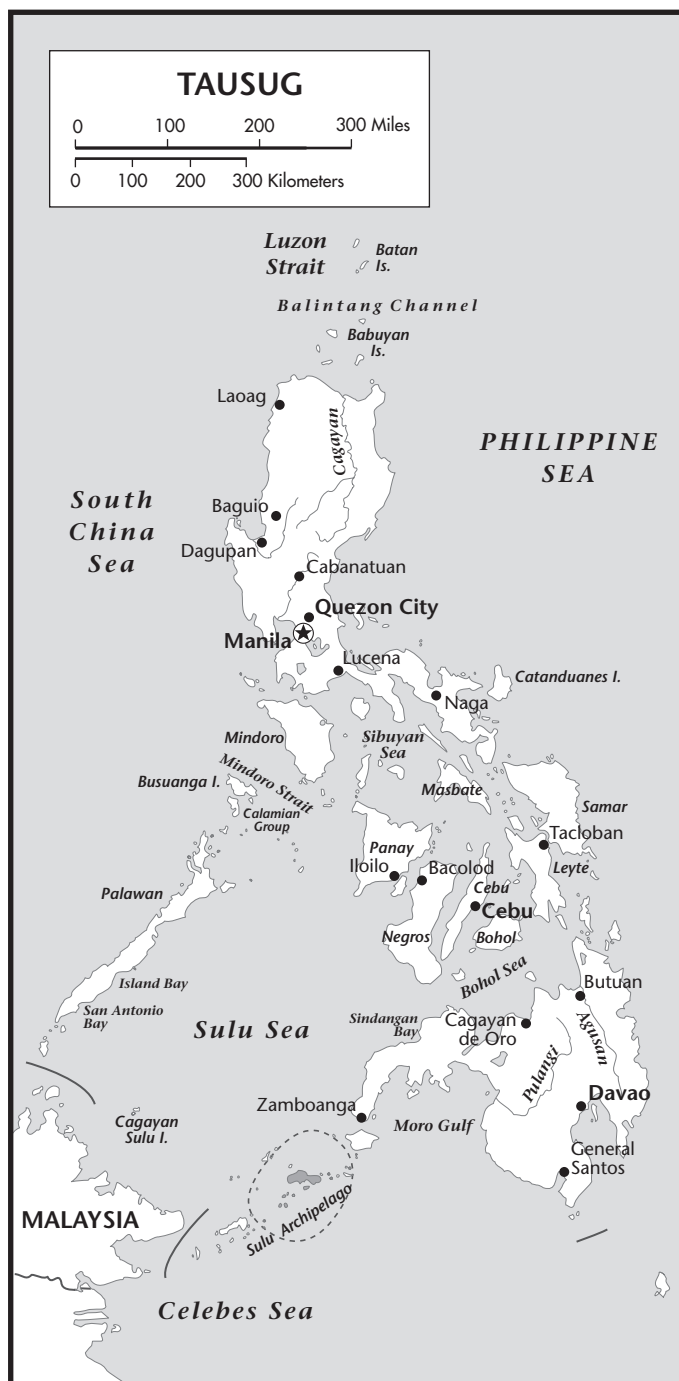 TAUSUG
0 100 200 300 Miles
0 100 200 300 Kilometers
Luzon
Strait
Batan
Is.
Balintang Channel
Babuyan
Is.
Laoag
Cagayan
PHILIPPINE
SEA
South
China
Sea
Baguio
Dagupan
Cabanatuan
Quezon City
Manila
Lucena
Catanduanes I.
Naga
Mindoro
Sibuyan
Sea
Mindoro Strait
Busuanga I.
Calamian
Group
Masbate
Samar
Tacloban
Panay
Iloilo
Bacolod
Leyte
Cebú
Cebu
Palawan
Negros
Bohol
Bohol Sea
Island Bay
San Antonio
Bay
Butuan
Sulu Sea
Sindangan
Bay
Cagayan
de Oro
Agusan
Pulangi
Zamboanga
Davao
Cagayan
Sulu I.
Moro Gulf
General
Santos
Sulu Archipelago
MALAYSIA
Celebes Sea